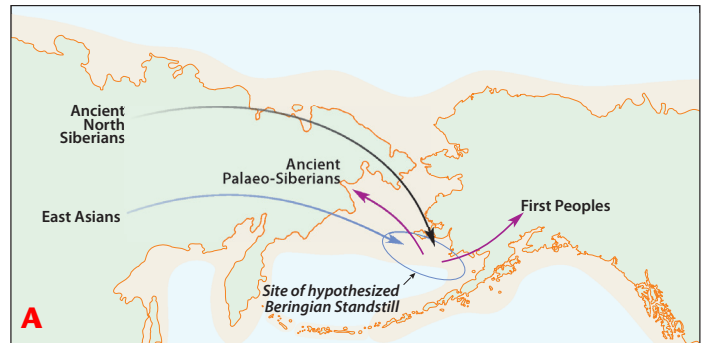 Ancient
North
Siberians
Ancient
Palaeo-Siberians
East Asians
First Peoples
Site of hypothesized
Beringian Standstill
A